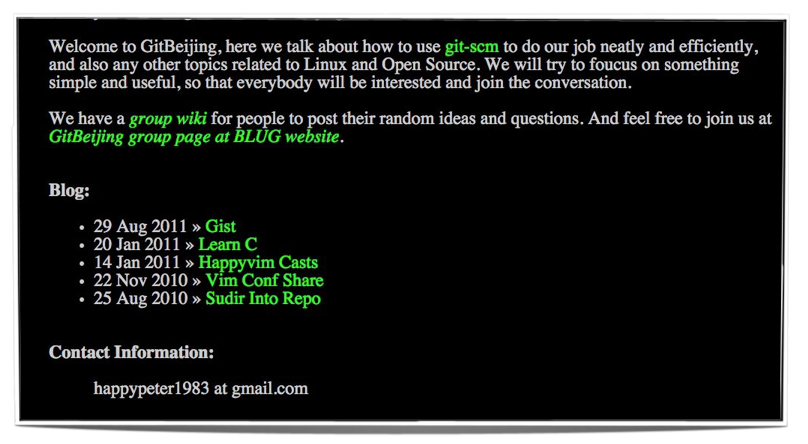 Welcome to GitBeijing, here we talk about how to use git-scm to do our job neatly and efficiently,
and also any other topics related to Linux and Open Source. We will try to foucus on something
simple and useful, so that everybody will be interested and join the conversation.
We have a group wiki for people to post their random ideas and questions. And feel free to join us at
GitBeijing group page at BLUG website.
Blog:
• 29 Aug 2011 » Gist
• 20 Jan 2011 » Learn C
• 14 Jan 2011 » Happyvim Casts
• 22 Nov 2010 » Vim Conf Share
• 25 Aug 2010 » Sudir Into Repo
Contact Information:
happypeter1983 at gmail.com